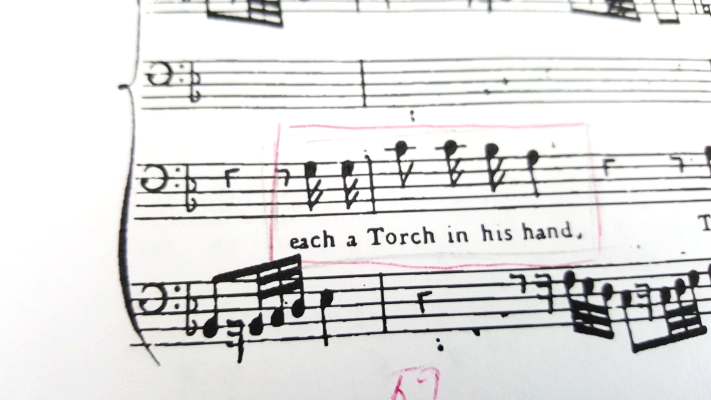 each a Torch in his hand,
T